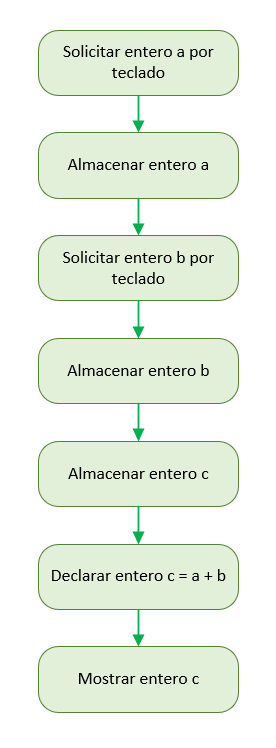 Solicitar entero a por
teclado
Almacenar entero a
Solicitar entero b por
teclado
Almacenar entero b
Almacenar entero c
Declarar entero c = a + b
Mostrar entero c